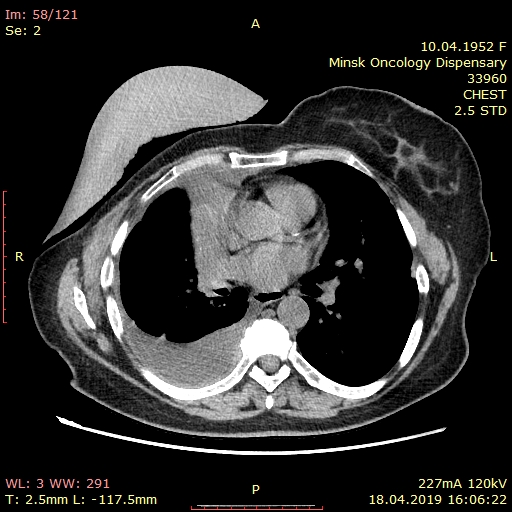 Im: 58/121
Se: 2
A
10.04.1952 F
Minsk Oncology Dispensary
33960
CHEST
2.5 STD
R
L
WL: 3 WW: 291
T: 2.5mm L: -117.5mm
P
227mA 120kV
18.04.2019 16:06:22